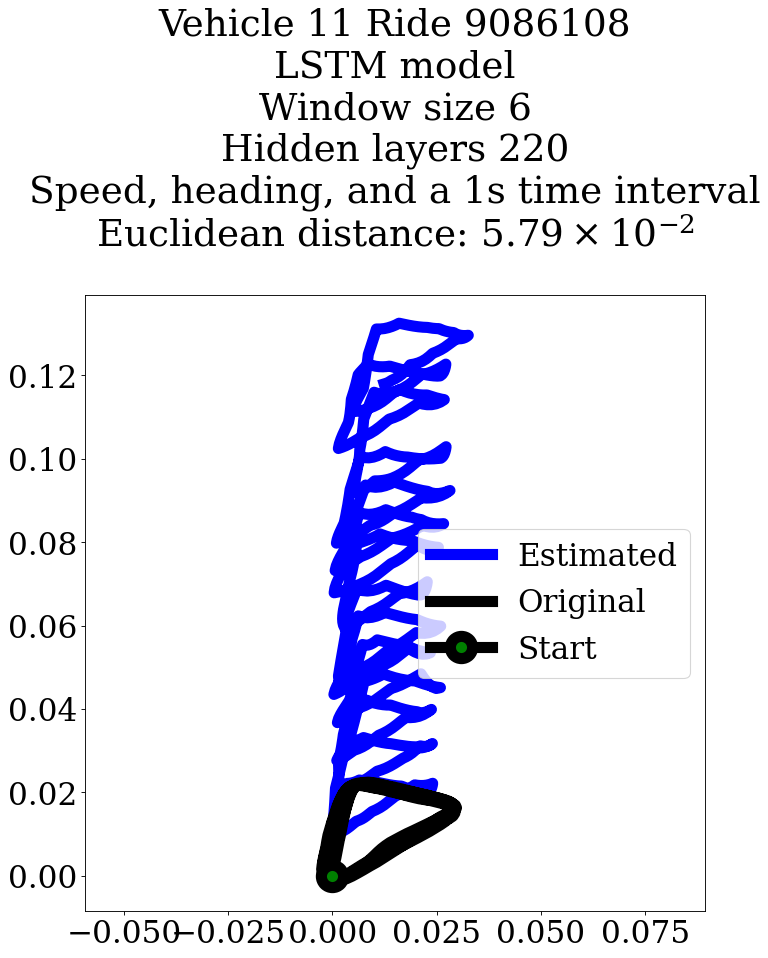 Vehicle 11 Ride 9086108
LSTM model
Window size 6
Hidden layers 220
Speed, heading, and a 1s time interval
Euclidean distance: 5.79 × 10⁻²
0.12
0.10
0.08
0.06
0.04
0.02
0.00
Estimated
Original
Start
−0.050 −0.025 0.000 0.025 0.050 0.075